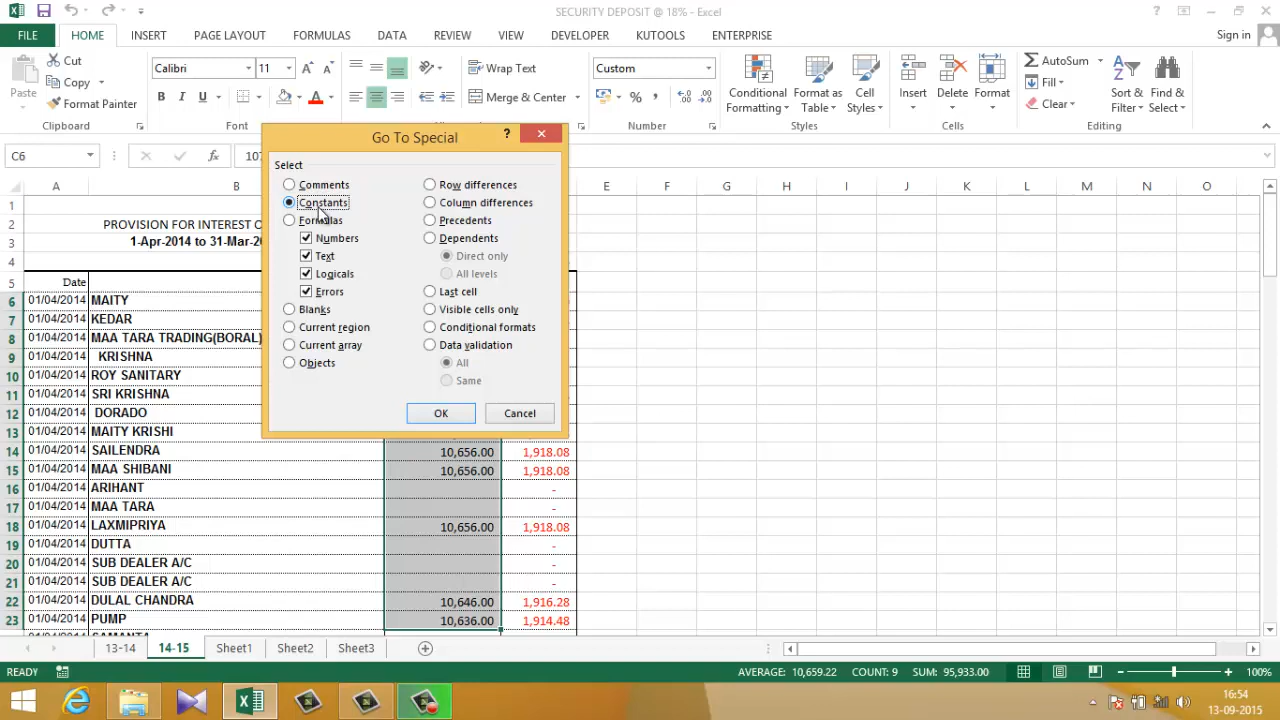 SECURITY DEPOSIT @ 18% - Excel
FILE HOME INSERT PAGE LAYOUT FORMULAS DATA REVIEW VIEW DEVELOPER KUTOOLS ENTERPRISE Sign in
Paste
Cut
Copy
Format Painter
Clipboard
Calibri 11
B I U
Font
Wrap Text
Merge & Center
Custom
Number
Conditional Formatting
Format as Table
Cell Styles
Styles
Insert
Delete
Format
Cells
AutoSum
Fill
Clear
Sort & Filter
Find & Select
Editing
C6
fx
Go To Special
Select
Comments
Constants
Formulas
Numbers
Text
Logicals
Errors
Blanks
Current region
Current array
Objects
Row differences
Column differences
Precedents
Dependents
Direct only
All levels
Last cell
Visible cells only
Conditional formats
Data validation
All
Same
OK
Cancel
A B E F G H I J K L M N O
1
2 PROVISION FOR INTEREST
3 1-Apr-2014 to 31-Mar-20
4
5 Date
6 01/04/2014 MAITY
7 01/04/2014 KEDAR
8 01/04/2014 MAA TARA TRADING(BORAL)
9 01/04/2014 KRISHNA
10 01/04/2014 ROY SANITARY
11 01/04/2014 SRI KRISHNA
12 01/04/2014 DORADO
13 01/04/2014 MAITY KRISHI
14 01/04/2014 SAILENDRA 10,656.00 1,918.08
15 01/04/2014 MAA SHIBANI 10,656.00 1,918.08
16 01/04/2014 ARIHANT -
17 01/04/2014 MAA TARA -
18 01/04/2014 LAXMIPRIYA 10,656.00 1,918.08
19 01/04/2014 DUTTA -
20 01/04/2014 SUB DEALER A/C -
21 01/04/2014 SUB DEALER A/C -
22 01/04/2014 DULAL CHANDRA 10,646.00 1,916.28
23 01/04/2014 PUMP 10,636.00 1,914.48
13-14 14-15 Sheet1 Sheet2 Sheet3
READY AVERAGE: 10,659.22 COUNT: 9 SUM: 95,933.00 100%
16:54
13-09-2015